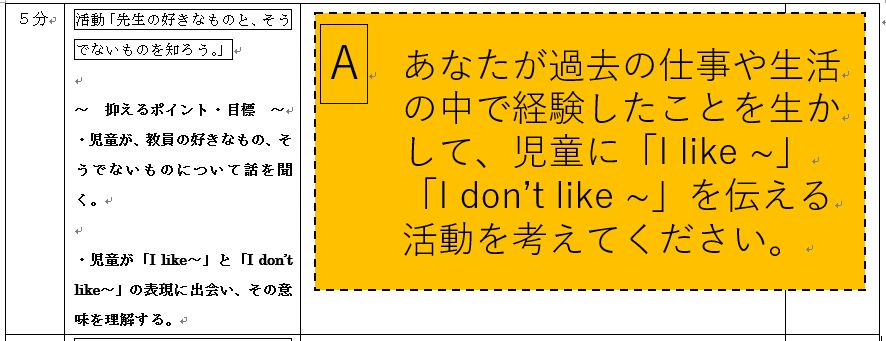 ５分
活動「先生の好きなものと、そう
でないものを知ろう。」
～　抑えるポイント・目標　～
・児童が、教員の好きなもの、そ
うでないものについて話を聞
く。
・児童が「I like～」と「I don’t
like～」の表現に出会い、その意
味を理解する。
A
あなたが過去の仕事や生活
の中で経験したことを生か
して、児童に「I like ~」
「I don’t like ~」を伝える
活動を考えてください。